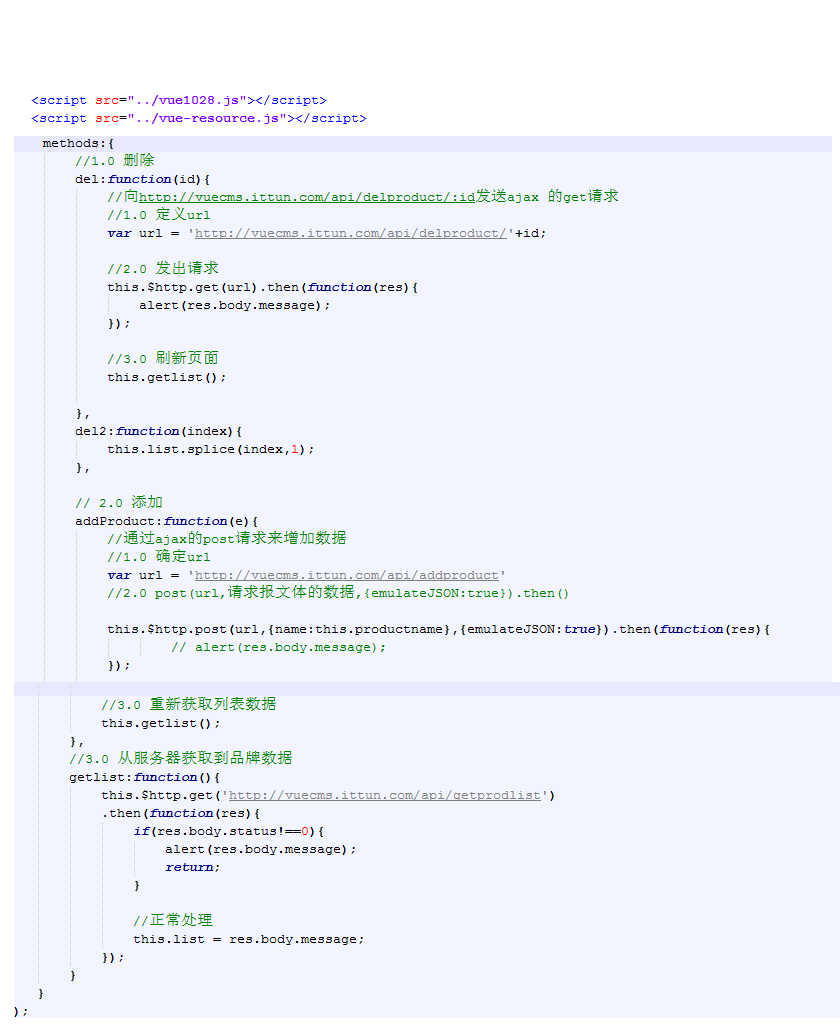 <script src="../vue1028.js"></script>
<script src="../vue-resource.js"></script>
methods:{
//1.0 删除
del:function(id){
//向http://vuecms.ittun.com/api/delproduct/:id发送ajax 的get请求
//1.0 定义url
var url = 'http://vuecms.ittun.com/api/delproduct/'+id;
//2.0 发出请求
this.$http.get(url).then(function(res){
alert(res.body.message);
});
//3.0 刷新页面
this.getlist();
},
del2:function(index){
this.list.splice(index,1);
},
// 2.0 添加
addProduct:function(e){
//通过ajax的post请求来增加数据
//1.0 确定url
var url = 'http://vuecms.ittun.com/api/addproduct'
//2.0 post(url,请求报文体的数据,{emulateJSON:true}).then()
this.$http.post(url,{name:this.productname},{emulateJSON:true}).then(function(res){
// alert(res.body.message);
});
//3.0 重新获取列表数据
this.getlist();
},
//3.0 从服务器获取到品牌数据
getlist:function(){
this.$http.get('http://vuecms.ittun.com/api/getprodlist')
.then(function(res){
if(res.body.status!==0){
alert(res.body.message);
return;
}
//正常处理
this.list = res.body.message;
});
}
}
);